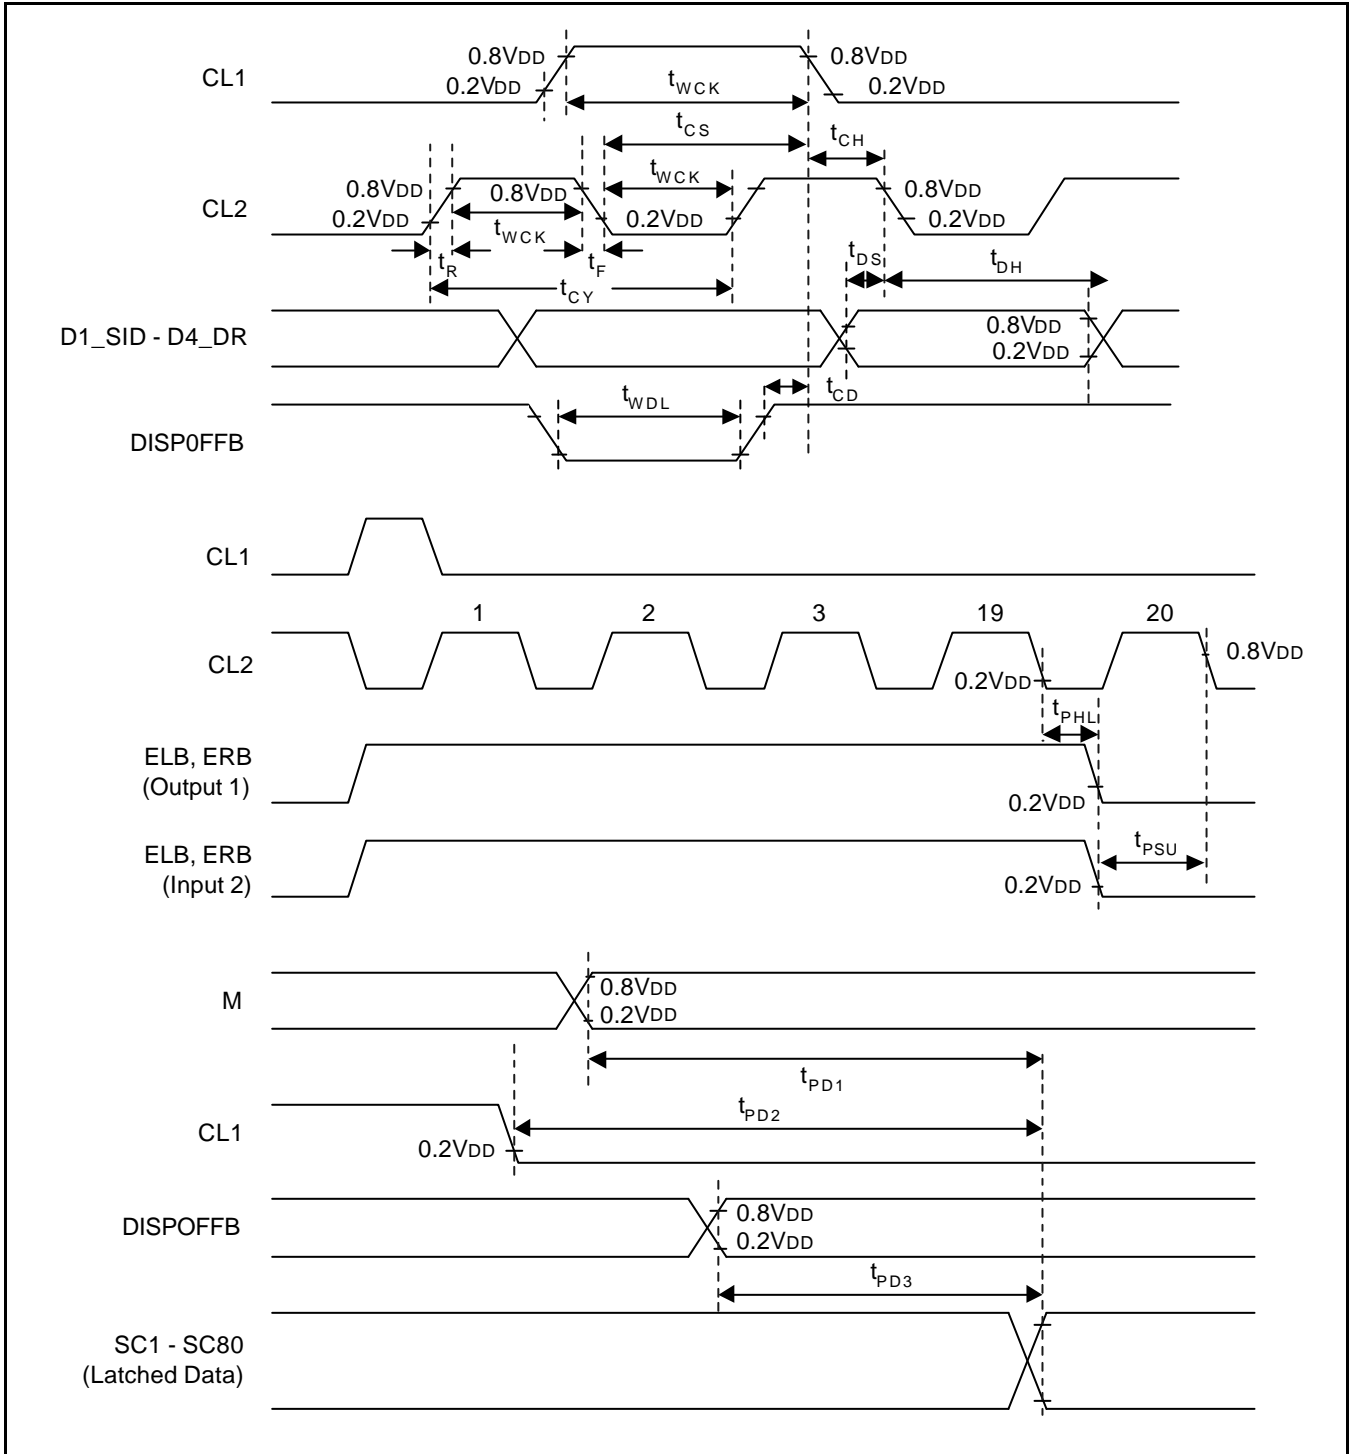 CL1
0.8VDD
0.2VDD
tWCK
0.8VDD
0.2VDD
tCS
tCH
CL2
0.8VDD
0.2VDD
0.8VDD
tWCK
0.2VDD
0.8VDD
0.2VDD
tWCK
tR
tF
tCY
tDS
tDH
D1_SID - D4_DR
0.8VDD
0.2VDD
tWDL
tCD
DISP0FFB
CL1
1
2
3
19
20
CL2
0.2VDD
0.8VDD
tPHL
ELB, ERB
(Output 1)
0.2VDD
ELB, ERB
(Input 2)
0.2VDD
tPSU
M
0.8VDD
0.2VDD
tPD1
CL1
0.2VDD
tPD2
DISPOFFB
0.8VDD
0.2VDD
tPD3
SC1 - SC80
(Latched Data)